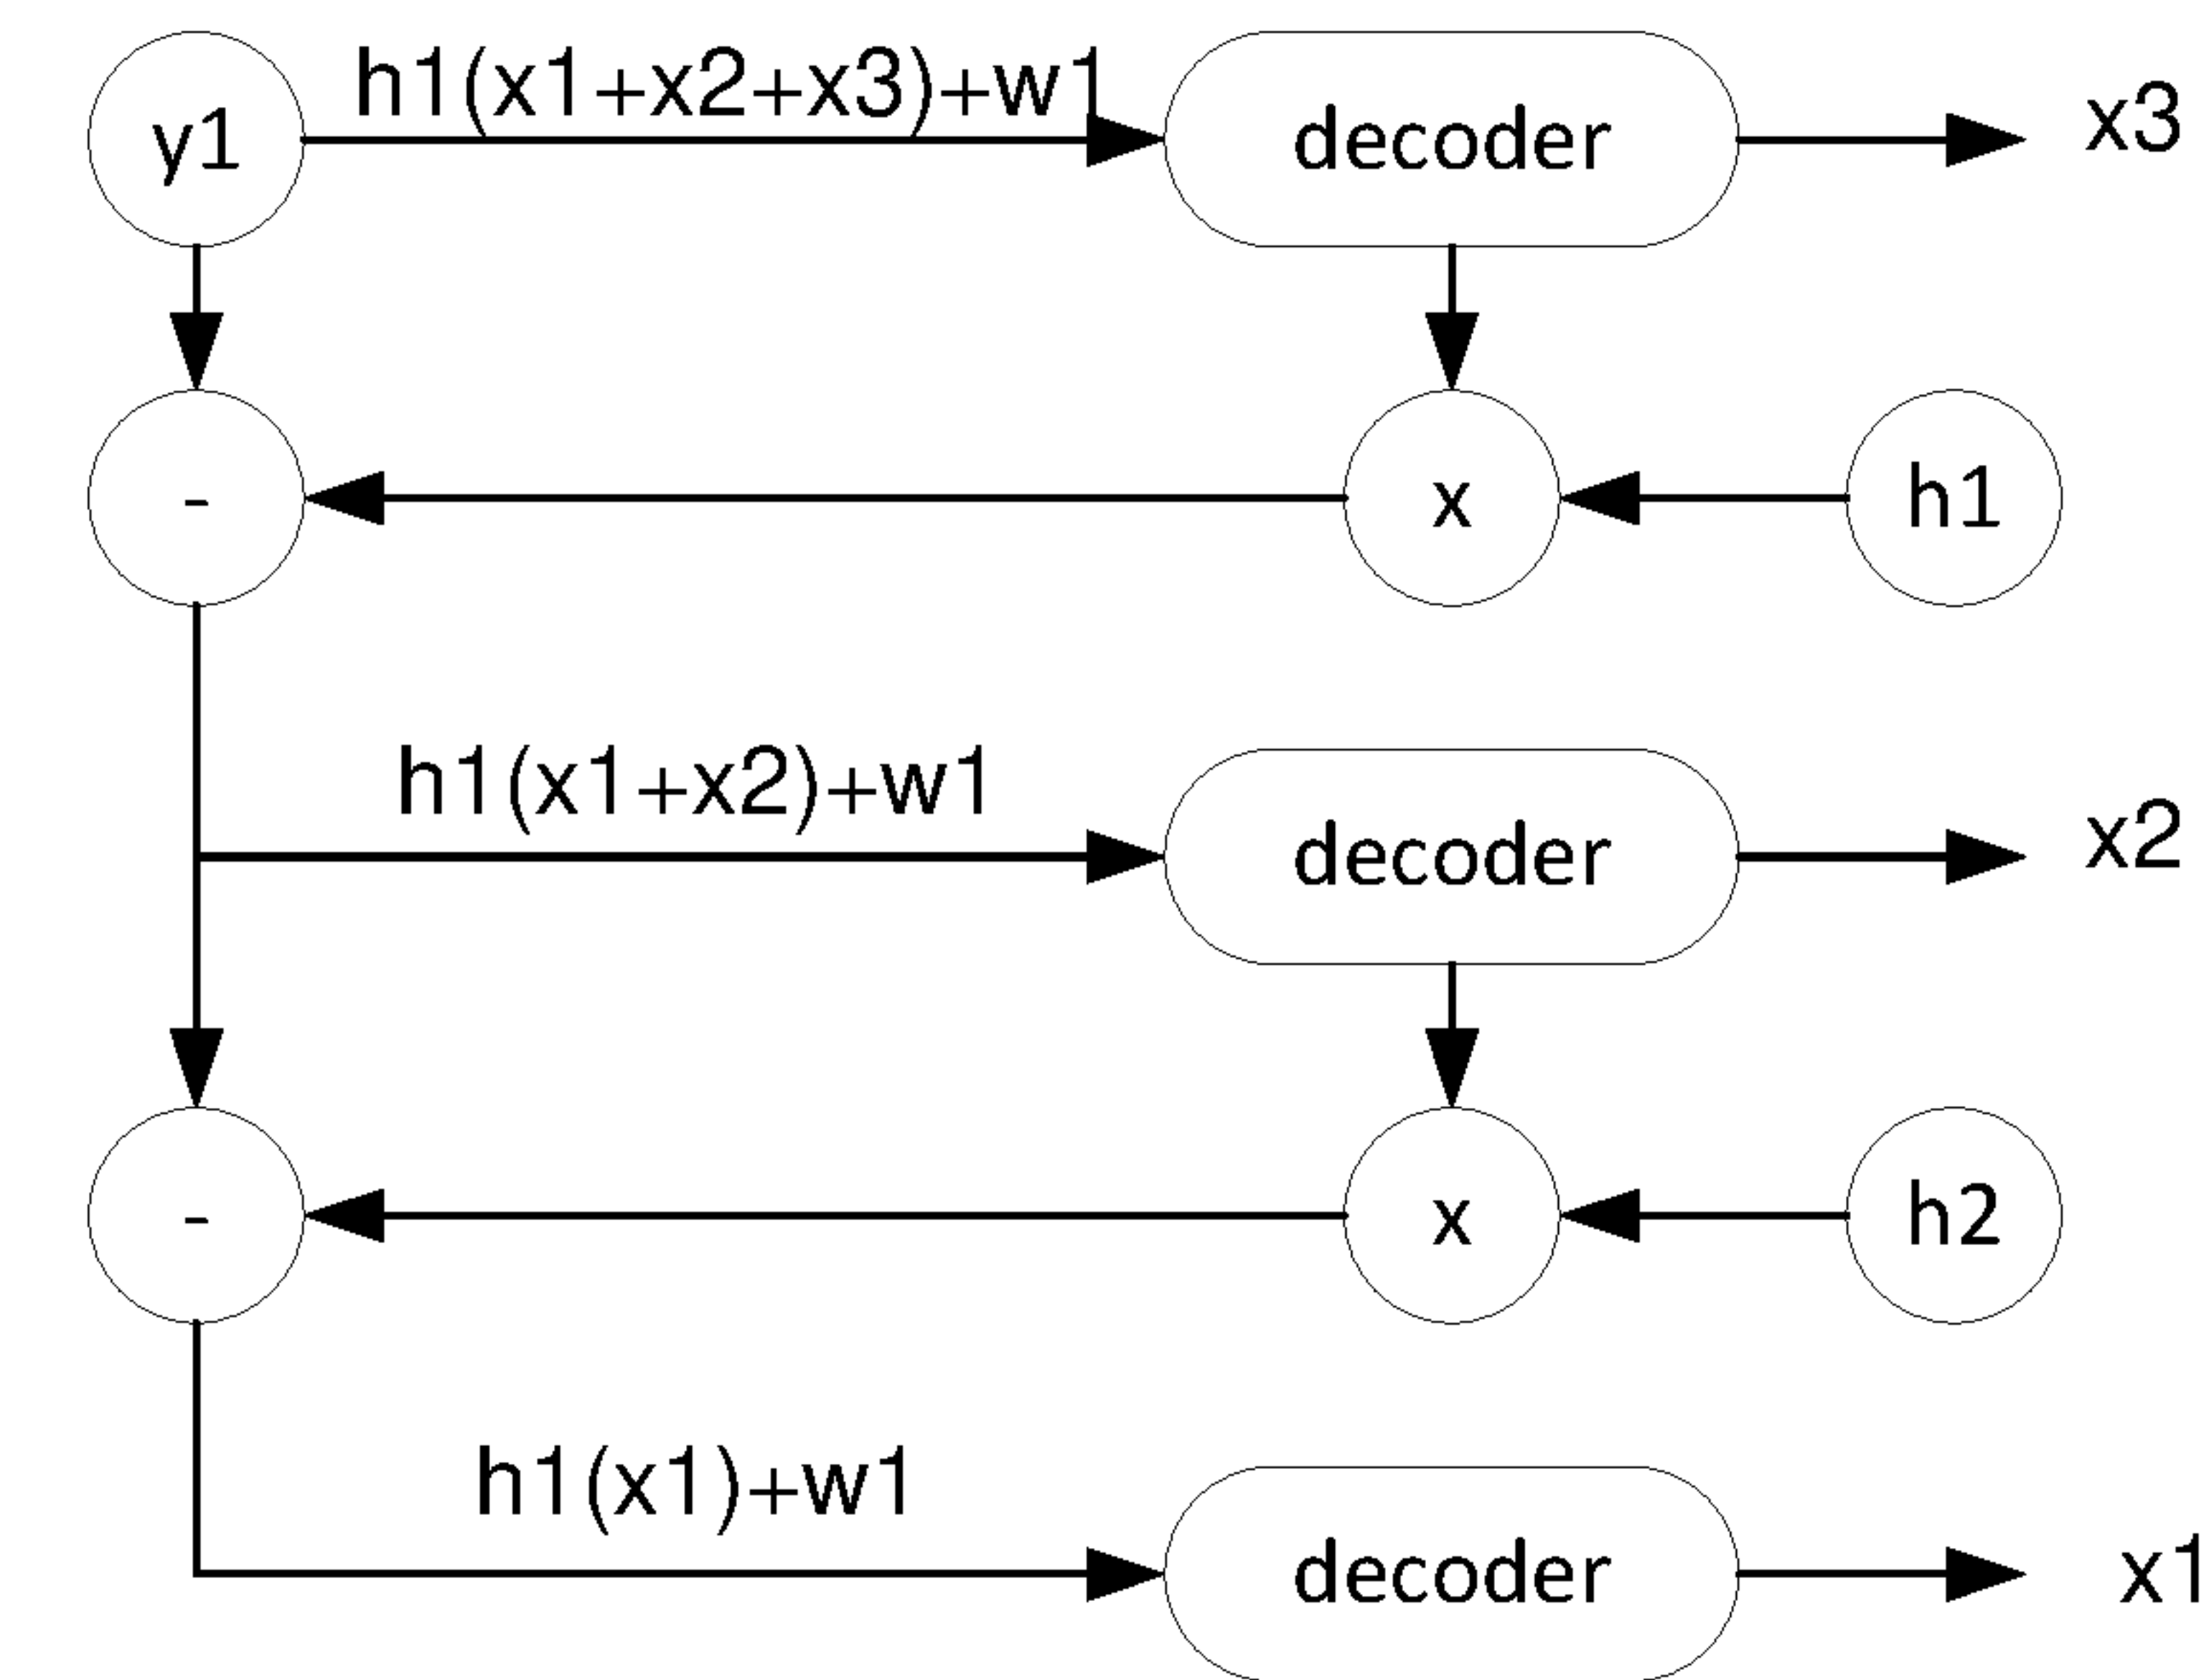 y1
h1(x1+x2+x3)+w1
decoder
x3
-
x
h1
h1(x1+x2)+w1
decoder
x2
-
x
h2
h1(x1)+w1
decoder
x1